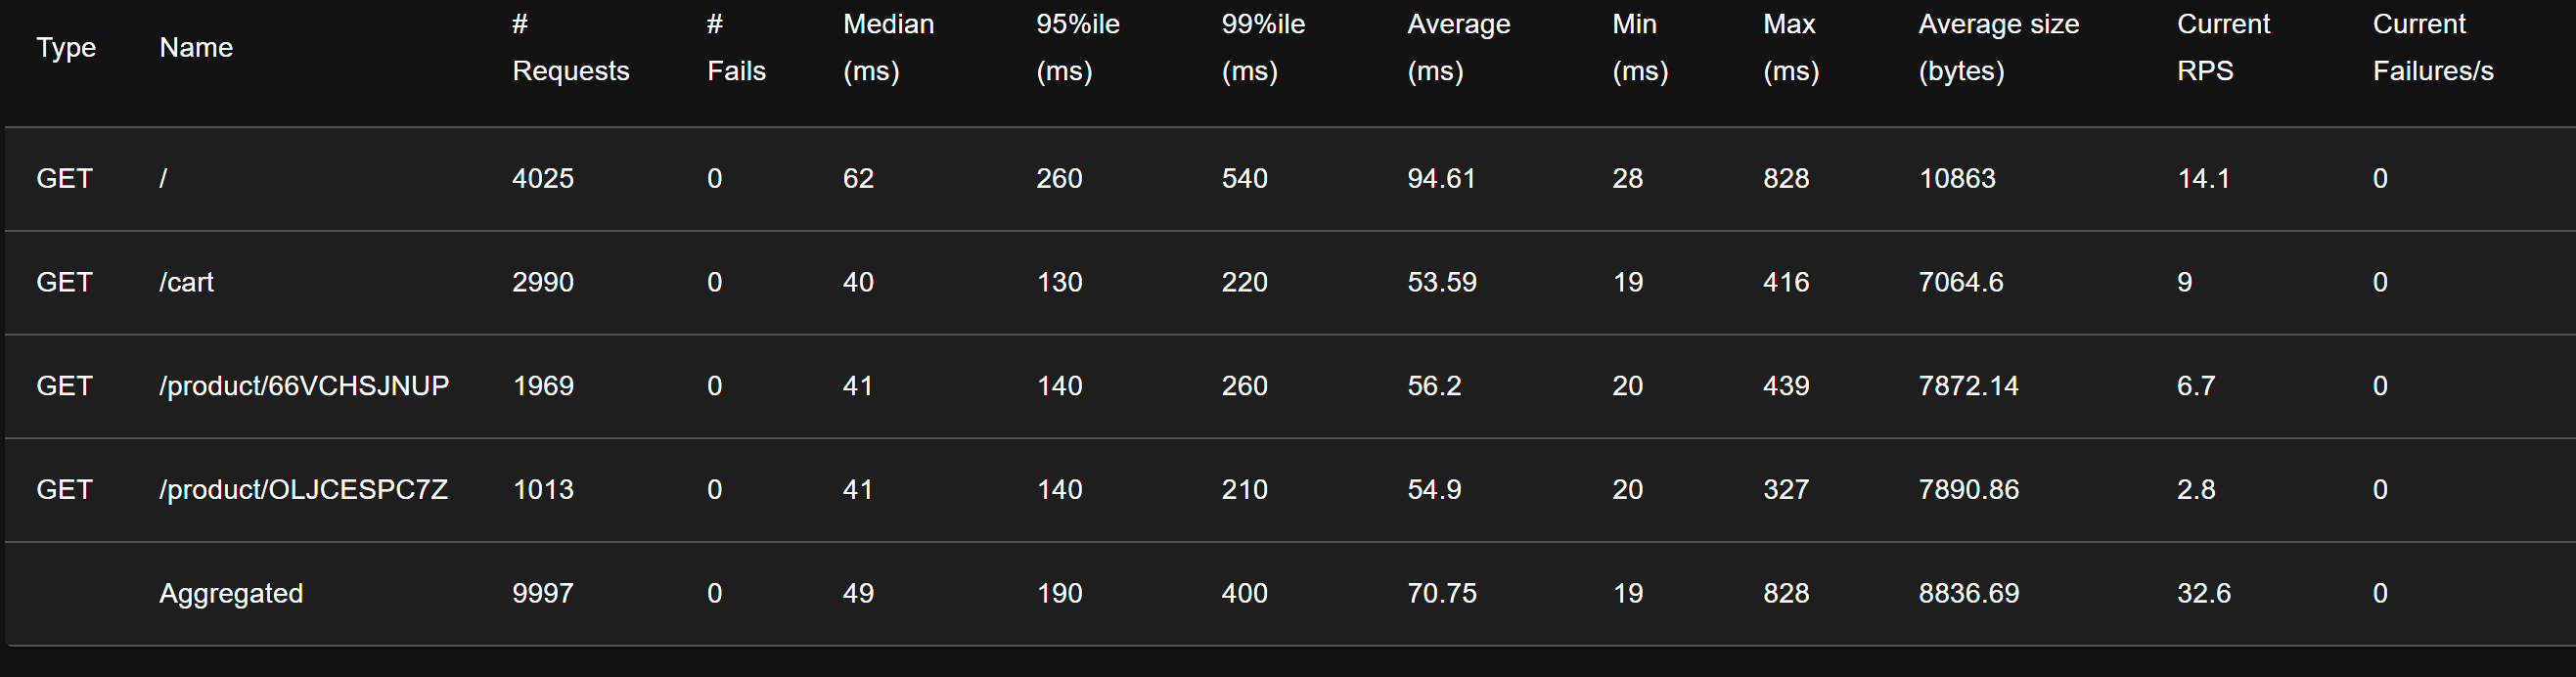 Type Name # Requests # Fails Median (ms) 95%ile (ms) 99%ile (ms) Average (ms) Min (ms) Max (ms) Average size (bytes) Current RPS Current Failures/s
GET / 4025 0 62 260 540 94.61 28 828 10863 14.1 0
GET /cart 2990 0 40 130 220 53.59 19 416 7064.6 9 0
GET /product/66VCHSJNUP 1969 0 41 140 260 56.2 20 439 7872.14 6.7 0
GET /product/OLJCESPC7Z 1013 0 41 140 210 54.9 20 327 7890.86 2.8 0
Aggregated 9997 0 49 190 400 70.75 19 828 8836.69 32.6 0